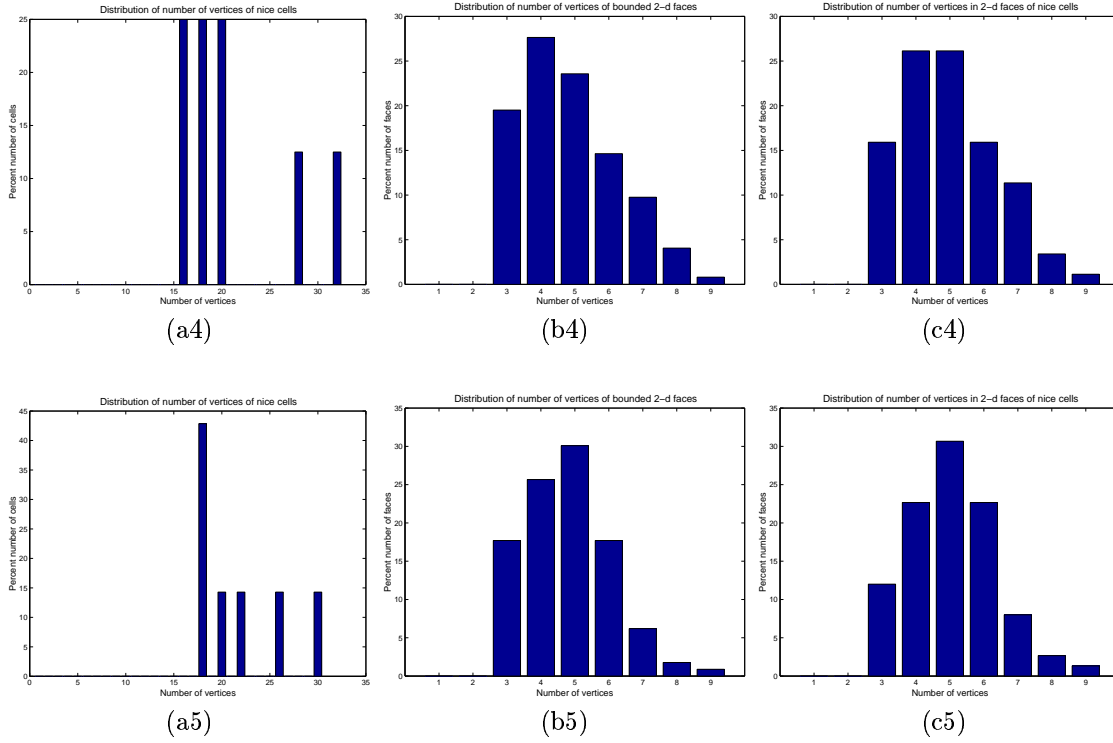 Distribution of number of vertices of nice cells
25
20
15
10
5
0
Percent number of cells
0 5 10 15 20 25 30 35
Number of vertices
(a4)
Distribution of number of vertices of bounded 2−d faces
30
25
20
15
10
5
0
Percent number of faces
1 2 3 4 5 6 7 8 9
Number of vertices
(b4)
Distribution of number of vertices in 2−d faces of nice cells
30
25
20
15
10
5
0
Percent number of faces
1 2 3 4 5 6 7 8 9
Number of vertices
(c4)
Distribution of number of vertices of nice cells
45
40
35
30
25
20
15
10
5
0
Percent number of cells
0 5 10 15 20 25 30 35
Number of vertices
(a5)
Distribution of number of vertices of bounded 2−d faces
35
30
25
20
15
10
5
0
Percent number of faces
1 2 3 4 5 6 7 8 9
Number of vertices
(b5)
Distribution of number of vertices in 2−d faces of nice cells
35
30
25
20
15
10
5
0
Percent number of faces
1 2 3 4 5 6 7 8 9
Number of vertices
(c5)